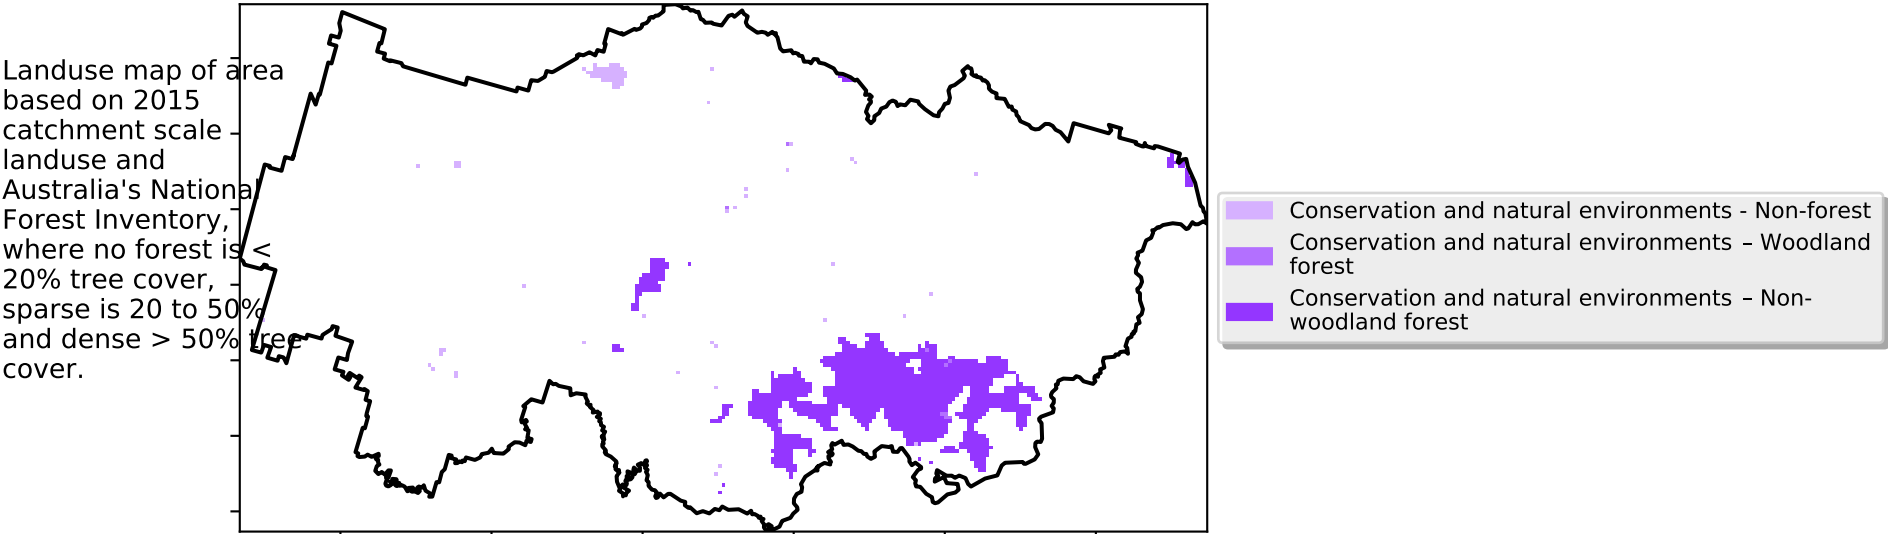 Landuse map of area
based on 2015
catchment scale
landuse and
Australia's National
Forest Inventory,
where no forest is <
20% tree cover,
sparse is 20 to 50%
and dense > 50% tree
cover.
Conservation and natural environments - Non-forest
Conservation and natural environments – Woodland
forest
Conservation and natural environments – Non-
woodland forest